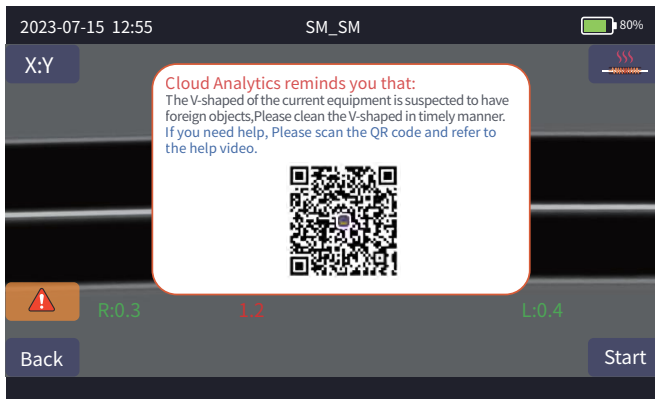 2023-07-15 12:55
SM_SM
80%
X:Y
Cloud Analytics reminds you that:
The V-shaped of the current equipment is suspected to have
foreign objects,Please clean the V-shaped in timely manner.
If you need help, Please scan the QR code and refer to
the help video.
R:0.3
1.2
L:0.4
Back
Start